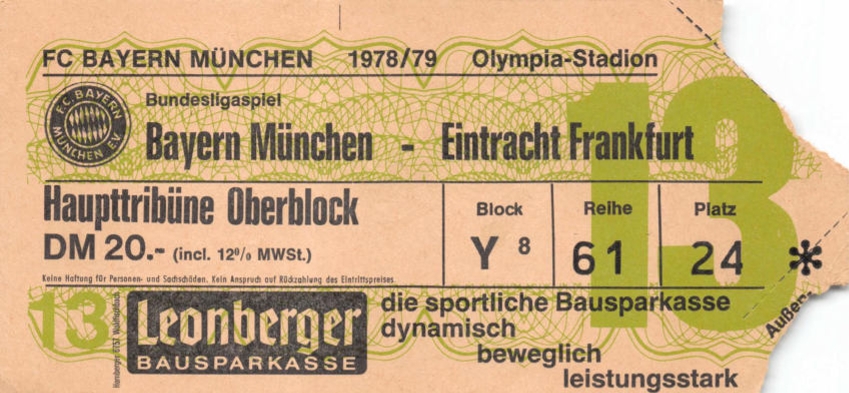 FC BAYERN MÜNCHEN 1978/79 Olympia-Stadion
F.C. BAYERN MÜNCHEN E.V.
Bundesligaspiel
Bayern München - Eintracht Frankfurt
Haupttribüne Oberblock
DM 20.- (incl. 12% MWSt.)
Block Reihe Platz
Y 8 61 24 *
Keine Haftung für Personen- und Sachschäden. Kein Anspruch auf Rückzahlung des Eintrittspreises.
13
13
Leonberger
BAUSPARKASSE
die sportliche Bausparkasse
dynamisch
beweglich
leistungsstark